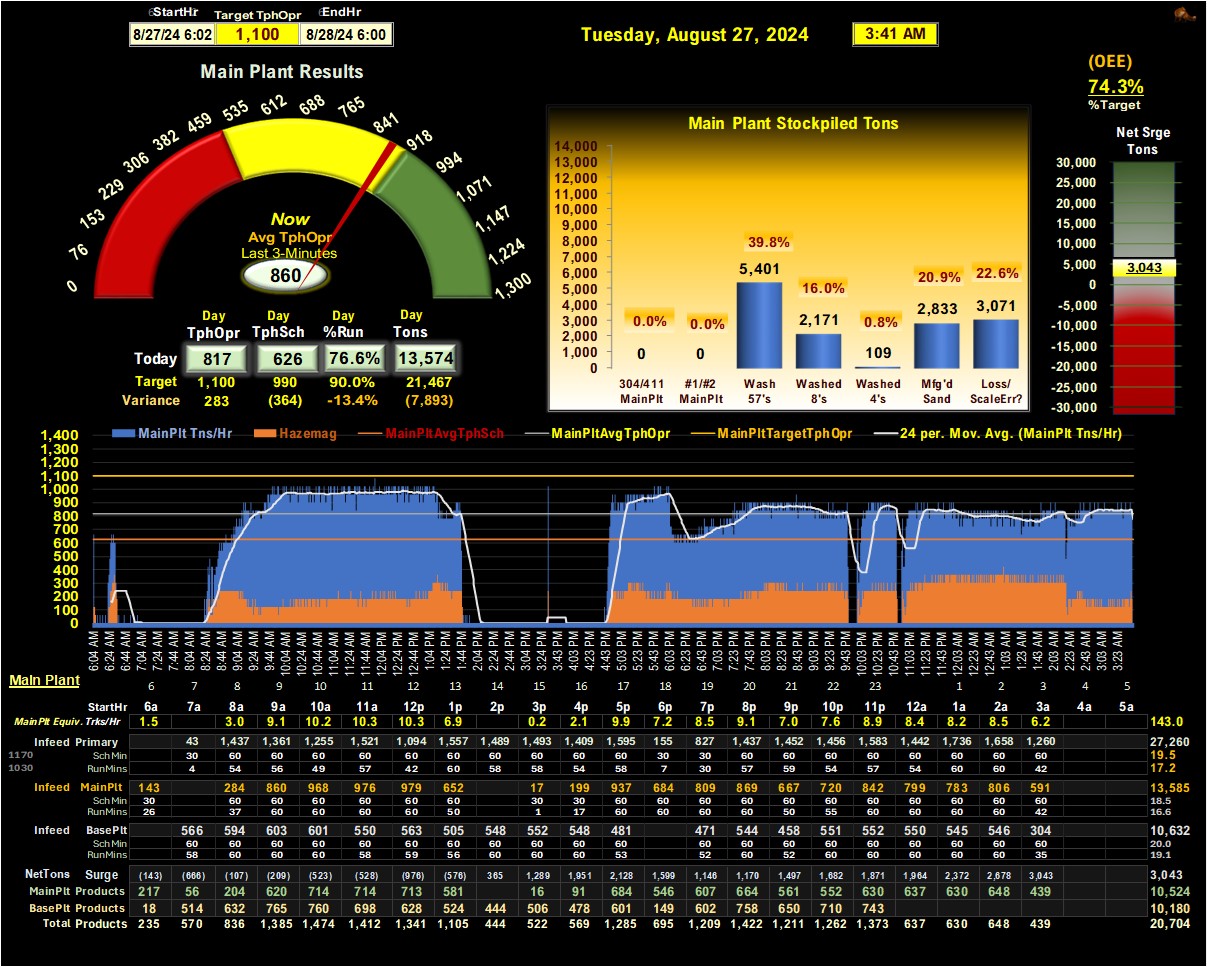 StartHr Target TphOpr EndHr
8/27/24 6:02 1,100 8/28/24 6:00
Tuesday, August 27, 2024 3:41 AM
(OEE)
74.3%
%Target
Main Plant Results
0 76 153 229 306 382 459 535 612 688 765 841 918 994 1,071 1,147 1,224 1,300
Now
Avg TphOpr
Last 3-Minutes
860
Day Day Day Day
TphOpr TphSch %Run Tons
Today 817 626 76.6% 13,574
Target 1,100 990 90.0% 21,467
Variance 283 (364) -13.4% (7,893)
Main Plant Stockpiled Tons
14,000
13,000
12,000
11,000
10,000
9,000
8,000
7,000
6,000
5,000
4,000
3,000
2,000
1,000
0
0.0% 0.0% 39.8% 16.0% 0.8% 20.9% 22.6%
0 0 5,401 2,171 109 2,833 3,071
304/411 #1/#2 Wash Washed Washed Mfg'd Loss/
MainPlt MainPlt 57's 8's 4's Sand ScaleErr?
Net Srge
Tons
30,000
25,000
20,000
15,000
10,000
5,000
0
-5,000
-10,000
-15,000
-20,000
-25,000
-30,000
3,043
MainPlt Tns/Hr Hazemag MainPltAvgTphSch MainPltAvgTphOpr MainPltTargetTphOpr 24 per. Mov. Avg. (MainPlt Tns/Hr)
1,400
1,300
1,200
1,100
1,000
900
800
700
600
500
400
300
200
100
0
6:04 AM 6:24 AM 6:44 AM 7:04 AM 7:24 AM 7:44 AM 8:04 AM 8:24 AM 8:44 AM 9:04 AM 9:24 AM 9:44 AM 10:04 AM 10:24 AM 10:44 AM 11:04 AM 11:24 AM 11:44 AM 12:04 PM 12:24 PM 12:44 PM 1:04 PM 1:24 PM 1:44 PM 2:04 PM 2:24 PM 2:43 PM 3:03 PM 3:23 PM 3:43 PM 4:03 PM 4:23 PM 4:43 PM 5:03 PM 5:23 PM 5:43 PM 6:03 PM 6:23 PM 6:43 PM 7:03 PM 7:23 PM 7:43 PM 8:03 PM 8:23 PM 8:43 PM 9:03 PM 9:23 PM 9:43 PM 10:03 PM 10:23 PM 10:43 PM 11:03 PM 11:23 PM 11:43 PM 12:03 AM 12:23 AM 12:43 AM 1:03 AM 1:23 AM 1:43 AM 2:03 AM 2:23 AM 2:43 AM 3:03 AM 3:23 AM
Main Plant
6 7 8 9 10 11 12 13 14 15 16 17 18 19 20 21 22 23 1 2 3 4 5
StartHr 6a 7a 8a 9a 10a 11a 12p 1p 2p 3p 4p 5p 6p 7p 8p 9p 10p 11p 12a 1a 2a 3a 4a 5a
MainPlt Equiv. Trks/Hr 1.5 3.0 9.1 10.2 10.3 10.3 6.9 0.2 2.1 9.9 7.2 8.5 9.1 7.0 7.6 8.9 8.4 8.2 8.5 6.2 143.0
Infeed Primary 43 1,437 1,361 1,255 1,521 1,094 1,557 1,489 1,493 1,409 1,595 155 827 1,437 1,452 1,456 1,583 1,442 1,736 1,658 1,260 27,260
1170 SchMin 30 60 60 60 60 60 60 60 60 60 60 30 30 60 60 60 60 60 60 60 60 19.5
1030 RunMins 4 54 56 49 57 42 60 58 58 54 58 7 30 57 59 54 57 54 60 60 42 17.2
Infeed MainPlt 143 284 860 968 976 979 652 17 199 937 684 809 869 667 720 842 799 783 806 591 13,585
SchMin 30 60 60 60 60 60 60 30 30 60 60 60 60 60 60 60 60 60 60 60 18.5
RunMins 26 37 60 60 60 60 50 1 17 60 60 60 60 50 55 60 60 60 60 42 16.6
Infeed BasePlt 566 594 603 601 550 563 505 548 552 548 481 471 544 458 551 552 550 545 546 304 10,632
SchMin 60 60 60 60 60 60 60 60 60 60 60 60 60 60 60 60 60 60 60 60 20.0
RunMins 58 60 60 60 58 59 56 60 60 60 53 52 60 52 60 60 60 60 60 35 19.1
NetTons Surge (143) (666) (107) (209) (523) (528) (976) (576) 365 1,289 1,951 2,128 1,599 1,146 1,170 1,497 1,682 1,871 1,964 2,372 2,678 3,043 3,043
MainPlt Products 217 56 204 620 714 714 713 581 16 91 684 546 607 664 561 552 630 637 630 648 439 10,524
BasePlt Products 18 514 632 765 760 698 628 524 444 506 478 601 149 602 758 650 710 743 10,180
Total Products 235 570 836 1,385 1,474 1,412 1,341 1,105 444 522 569 1,285 695 1,209 1,422 1,211 1,262 1,373 637 630 648 439 20,704